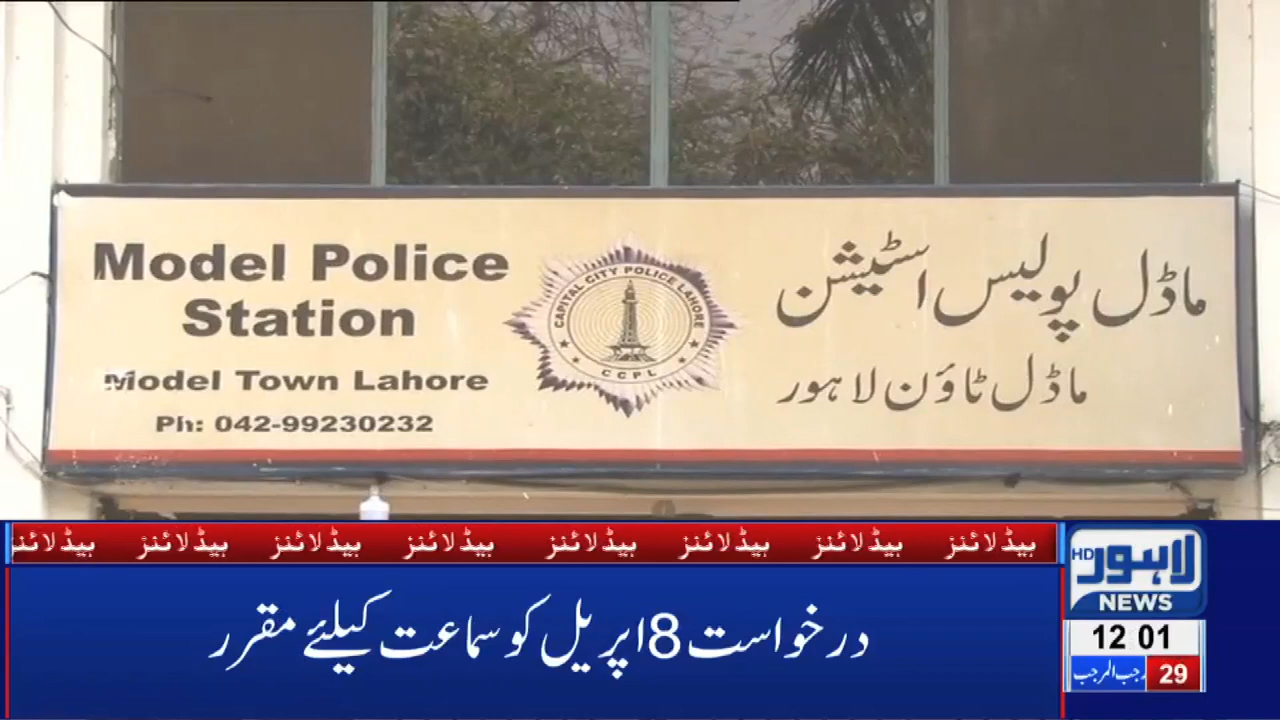 Model Police
Station
Model Town Lahore
Ph: 042-99230232
CAPITAL CITY POLICE LAHORE
CCPL
ماڈل پولیس اسٹیشن
ماڈل ٹاؤن لاہور
ہیڈلائنز ہیڈلائنز ہیڈلائنز ہیڈلائنز ہیڈلائنز ہیڈلائنز ہیڈلائنز ہیڈلائنز
درخواست 8 اپریل کو سماعت کیلئے مقرر
لاہور HD
NEWS
12 01
29 رجب المرجب